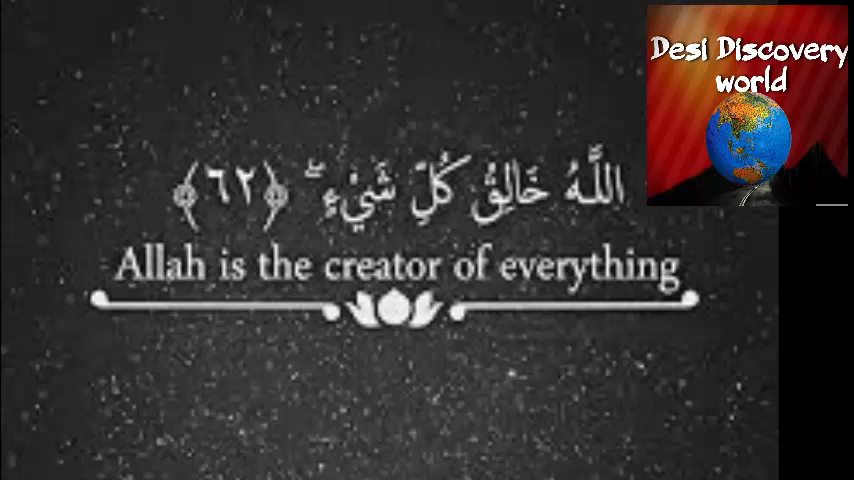 Desi Discovery
world
اللَّهُ خَالِقُ كُلِّ شَيْءٍ ۖ ﴿٦٢﴾
Allah is the creator of everything